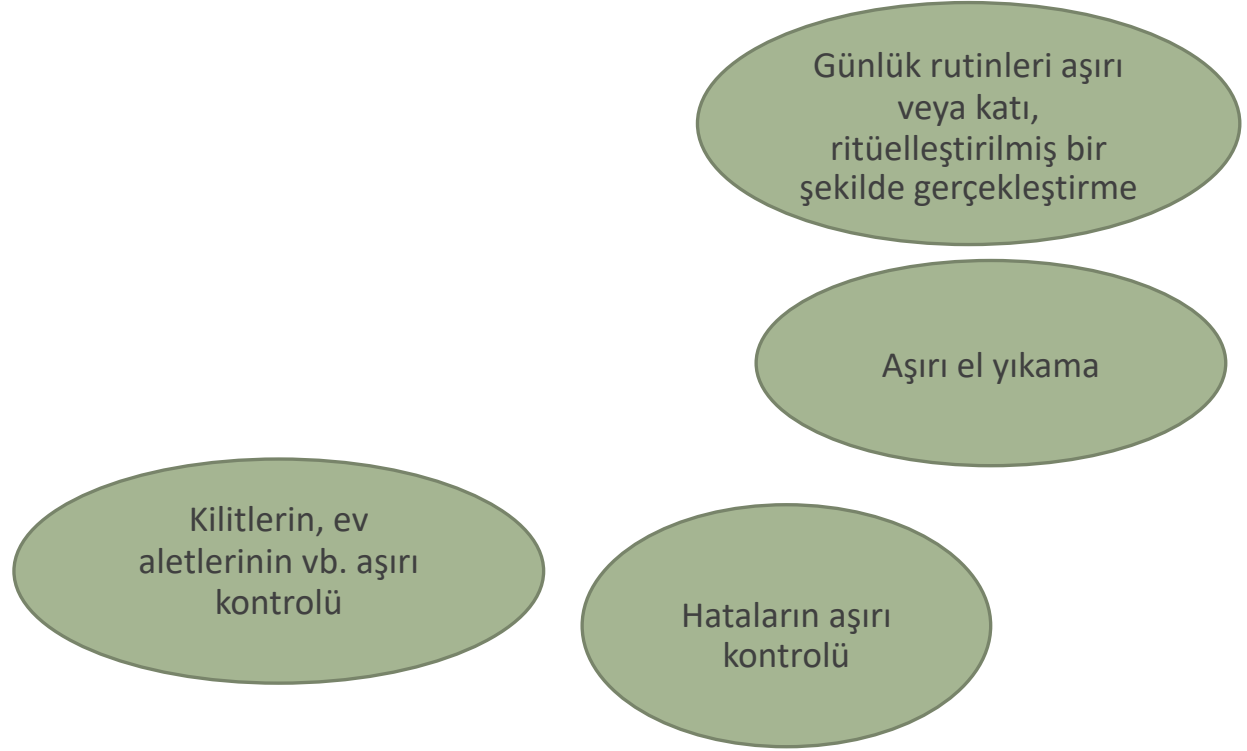 Günlük rutinleri aşırı
veya katı,
ritüelleştirilmiş bir
şekilde gerçekleştirme
Aşırı el yıkama
Kilitlerin, ev
aletlerinin vb. aşırı
kontrolü
Hataların aşırı
kontrolü